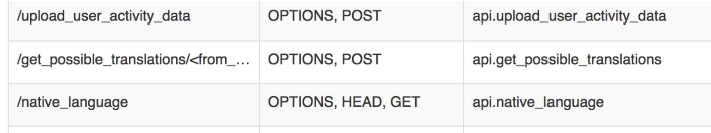 /upload_user_activity_data OPTIONS, POST api.upload_user_activity_data
/get_possible_translations/<from_... OPTIONS, POST api.get_possible_translations
/native_language OPTIONS, HEAD, GET api.native_language